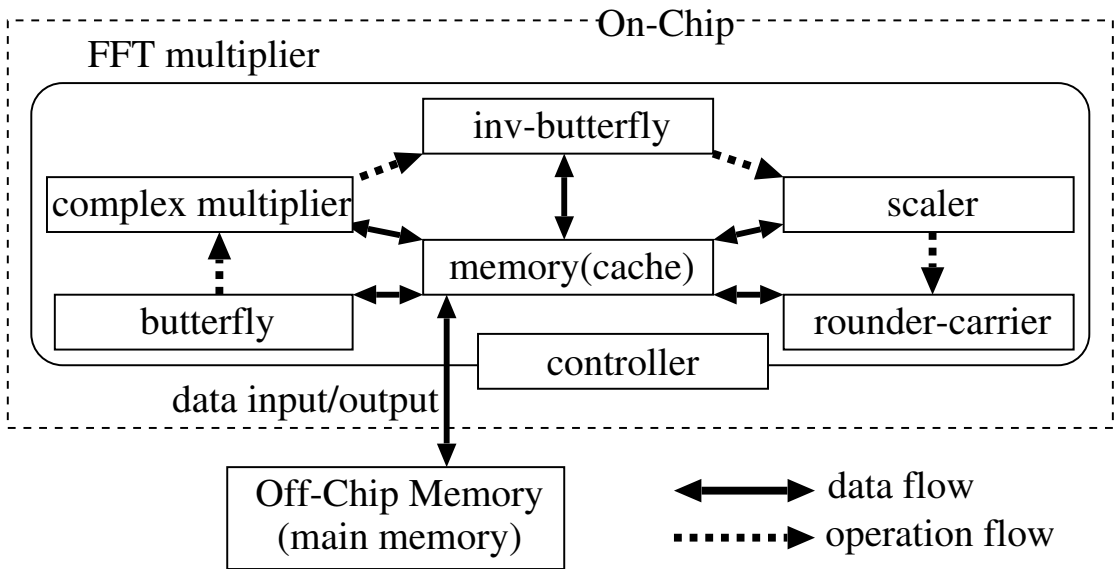 On-Chip
FFT multiplier
inv-butterfly
complex multiplier
scaler
memory(cache)
butterfly
rounder-carrier
controller
data input/output
Off-Chip Memory
(main memory)
data flow
operation flow